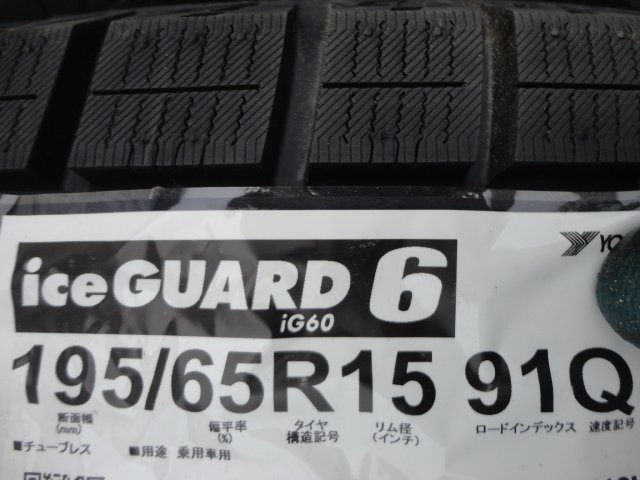 iceGUARD 6
iG60
YO
195/65R15 91Q
断面幅(mm) 偏平率(%) タイヤ構造記号 リム径(インチ) ロードインデックス 速度記号
■チューブレス ■用途 乗用車用